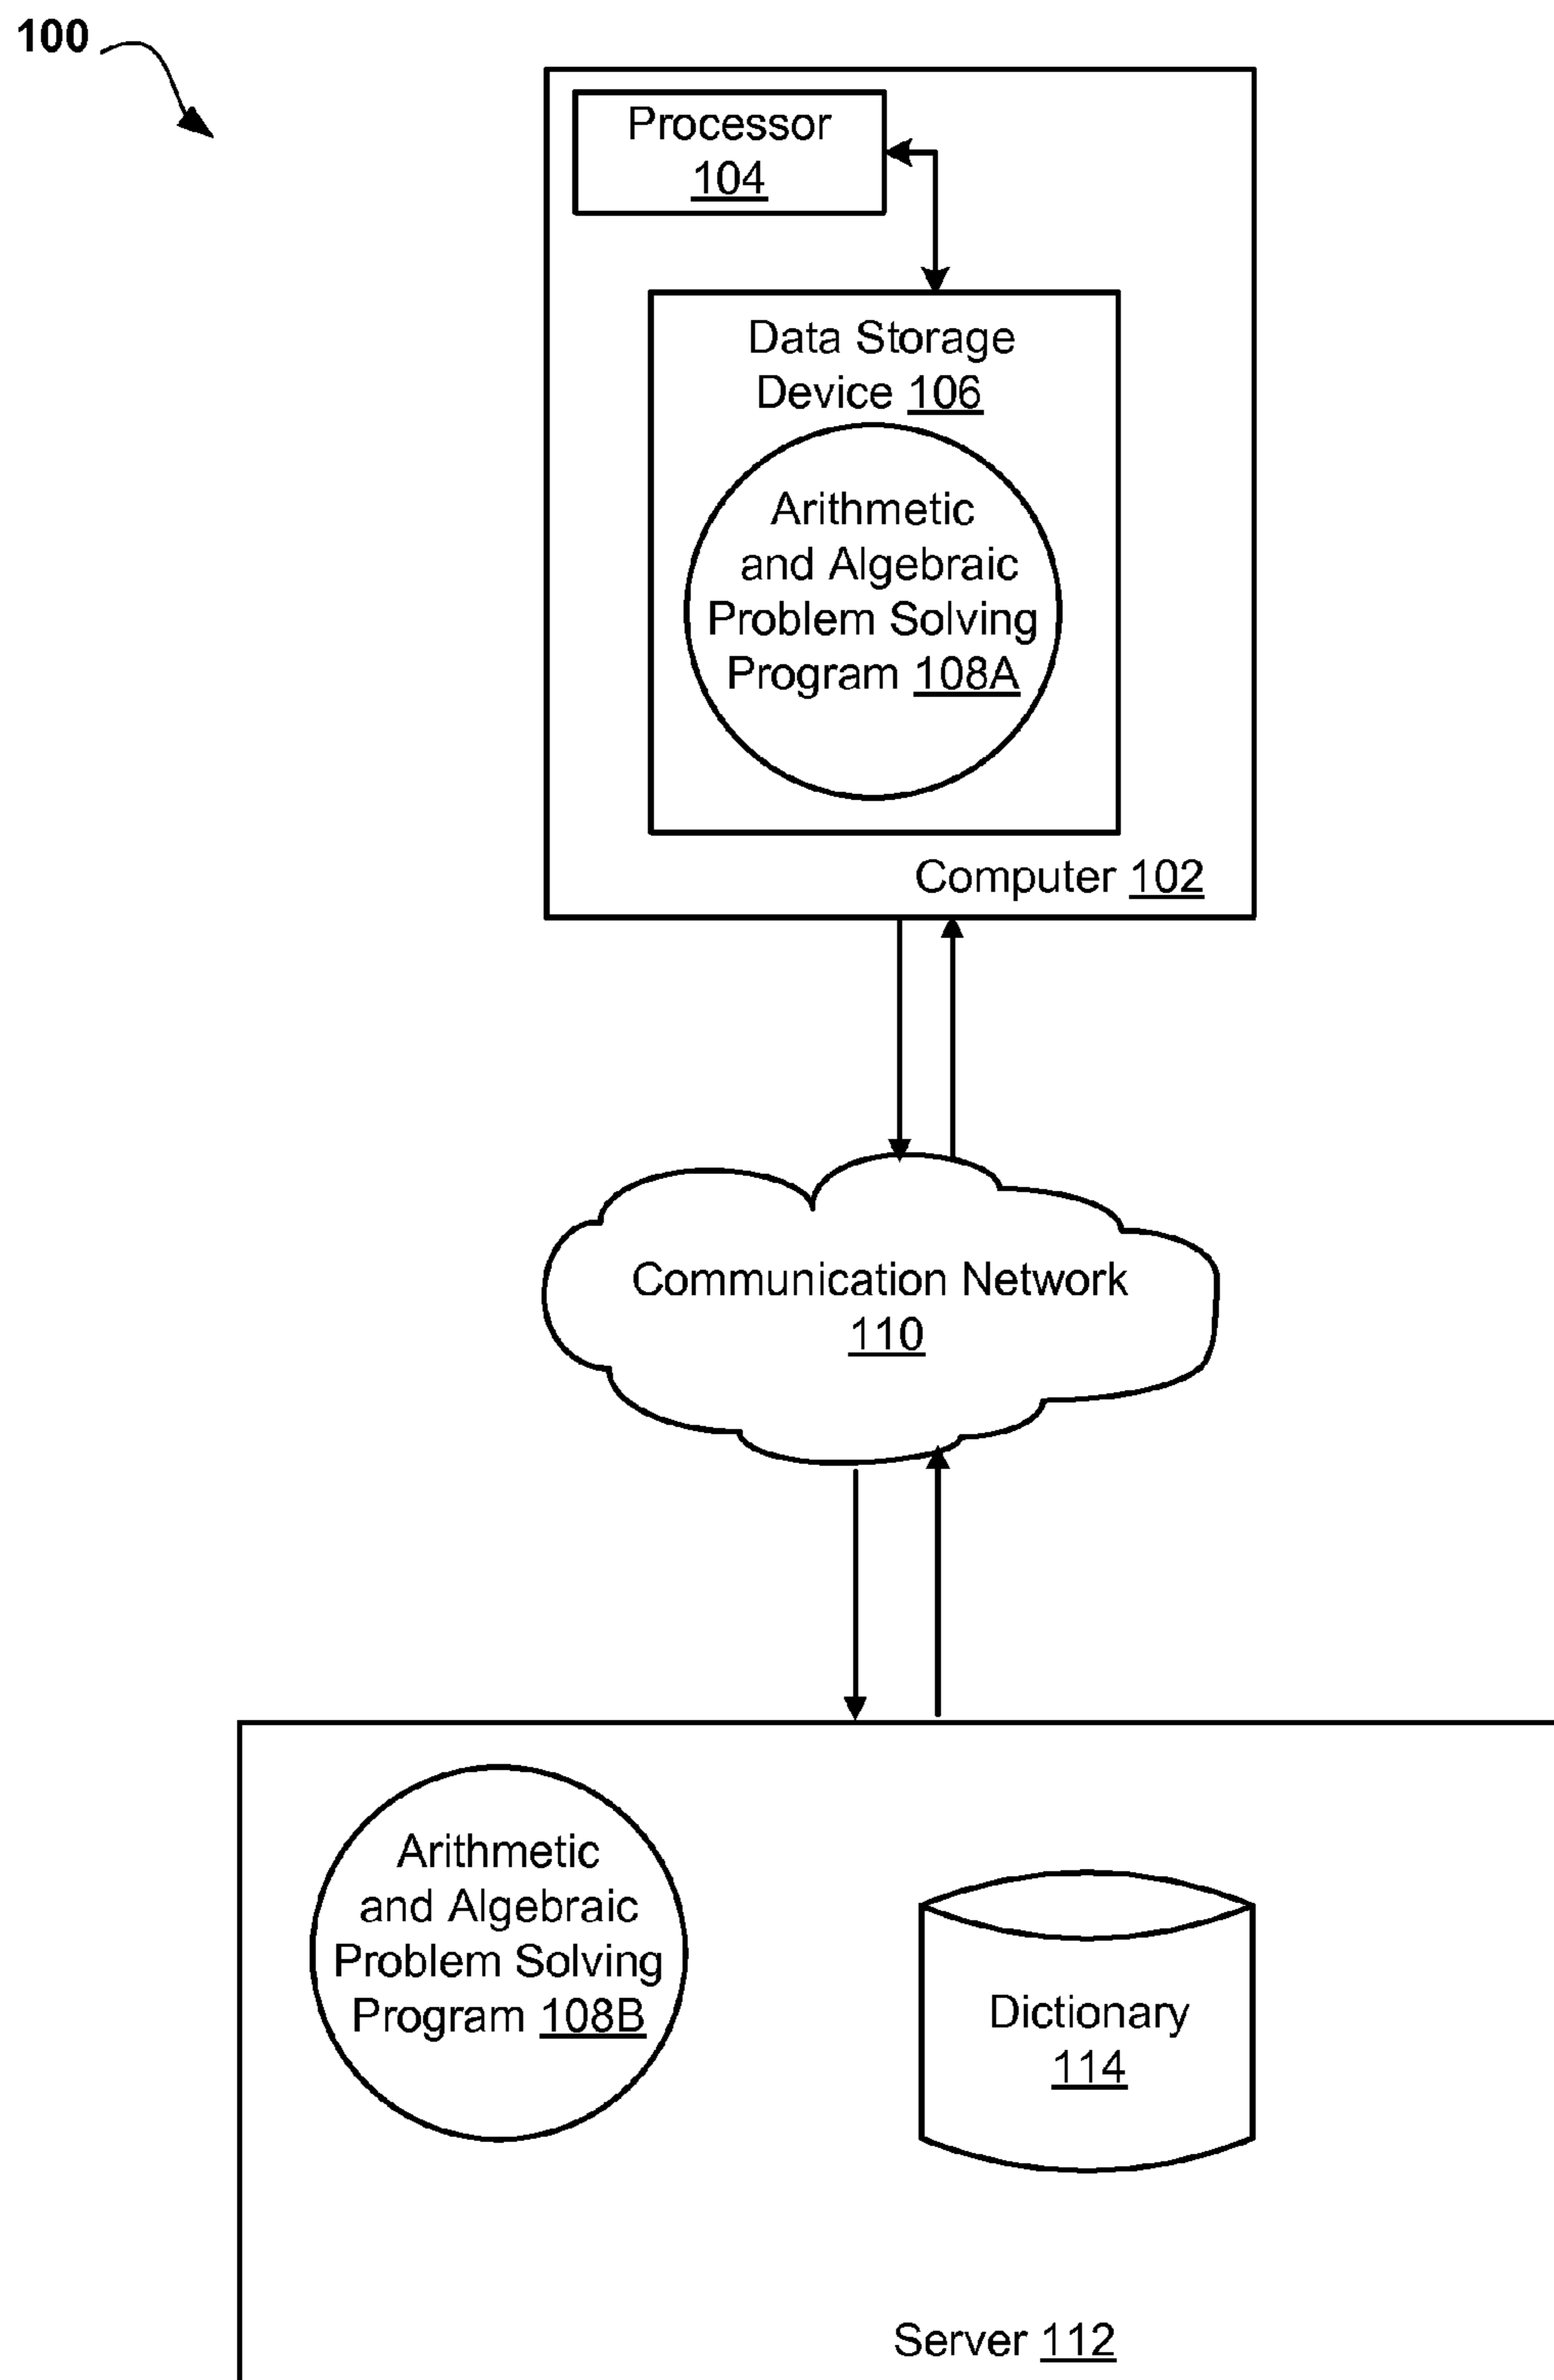 100
Processor
104
Data Storage
Device 106
Arithmetic
and Algebraic
Problem Solving
Program 108A
Computer 102
Communication Network
110
Arithmetic
and Algebraic
Problem Solving
Program 108B
Dictionary
114
Server 112